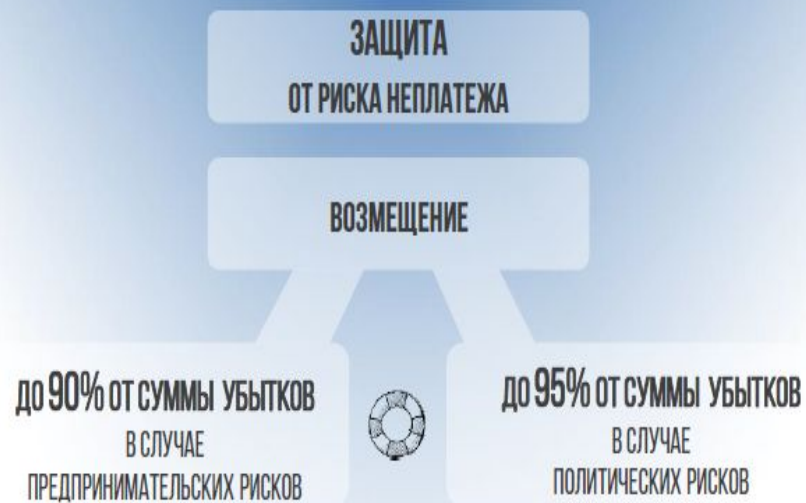 ЗАЩИТА
ОТ РИСКА НЕПЛАТЕЖА
ВОЗМЕЩЕНИЕ
ДО 90% ОТ СУММЫ УБЫТКОВ
В СЛУЧАЕ
ПРЕДПРИНИМАТЕЛЬСКИХ РИСКОВ
ДО 95% ОТ СУММЫ УБЫТКОВ
В СЛУЧАЕ
ПОЛИТИЧЕСКИХ РИСКОВ